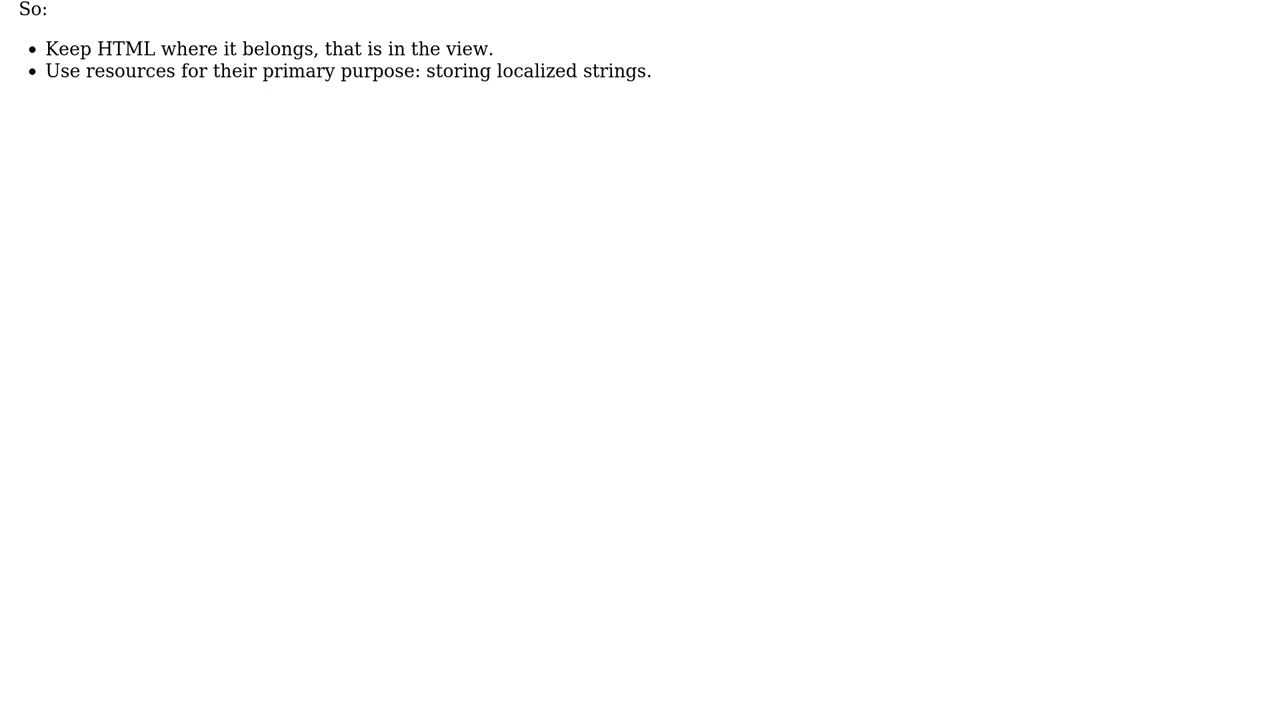 So:
• Keep HTML where it belongs, that is in the view.
• Use resources for their primary purpose: storing localized strings.